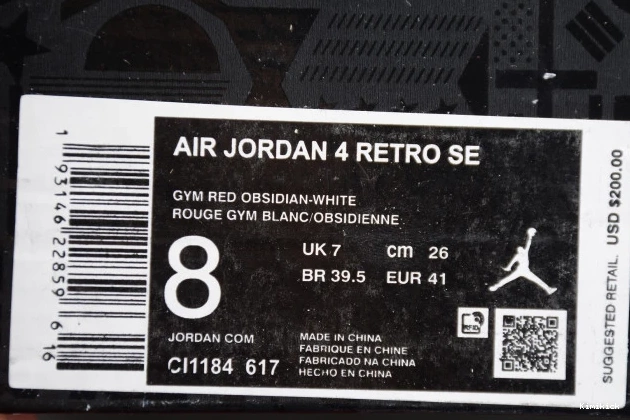 AIR JORDAN 4 RETRO SE
GYM RED OBSIDIAN-WHITE
ROUGE GYM BLANC/OBSIDIENNE
8
UK 7 cm 26
BR 39.5 EUR 41
JORDAN COM
CI1184 617
MADE IN CHINA
FABRIQUE EN CHINE
FABRICADO NA CHINA
HECHO EN CHINA
RFID
1 93146 22859 6 16
SUGGESTED RETAIL. USD $200.00